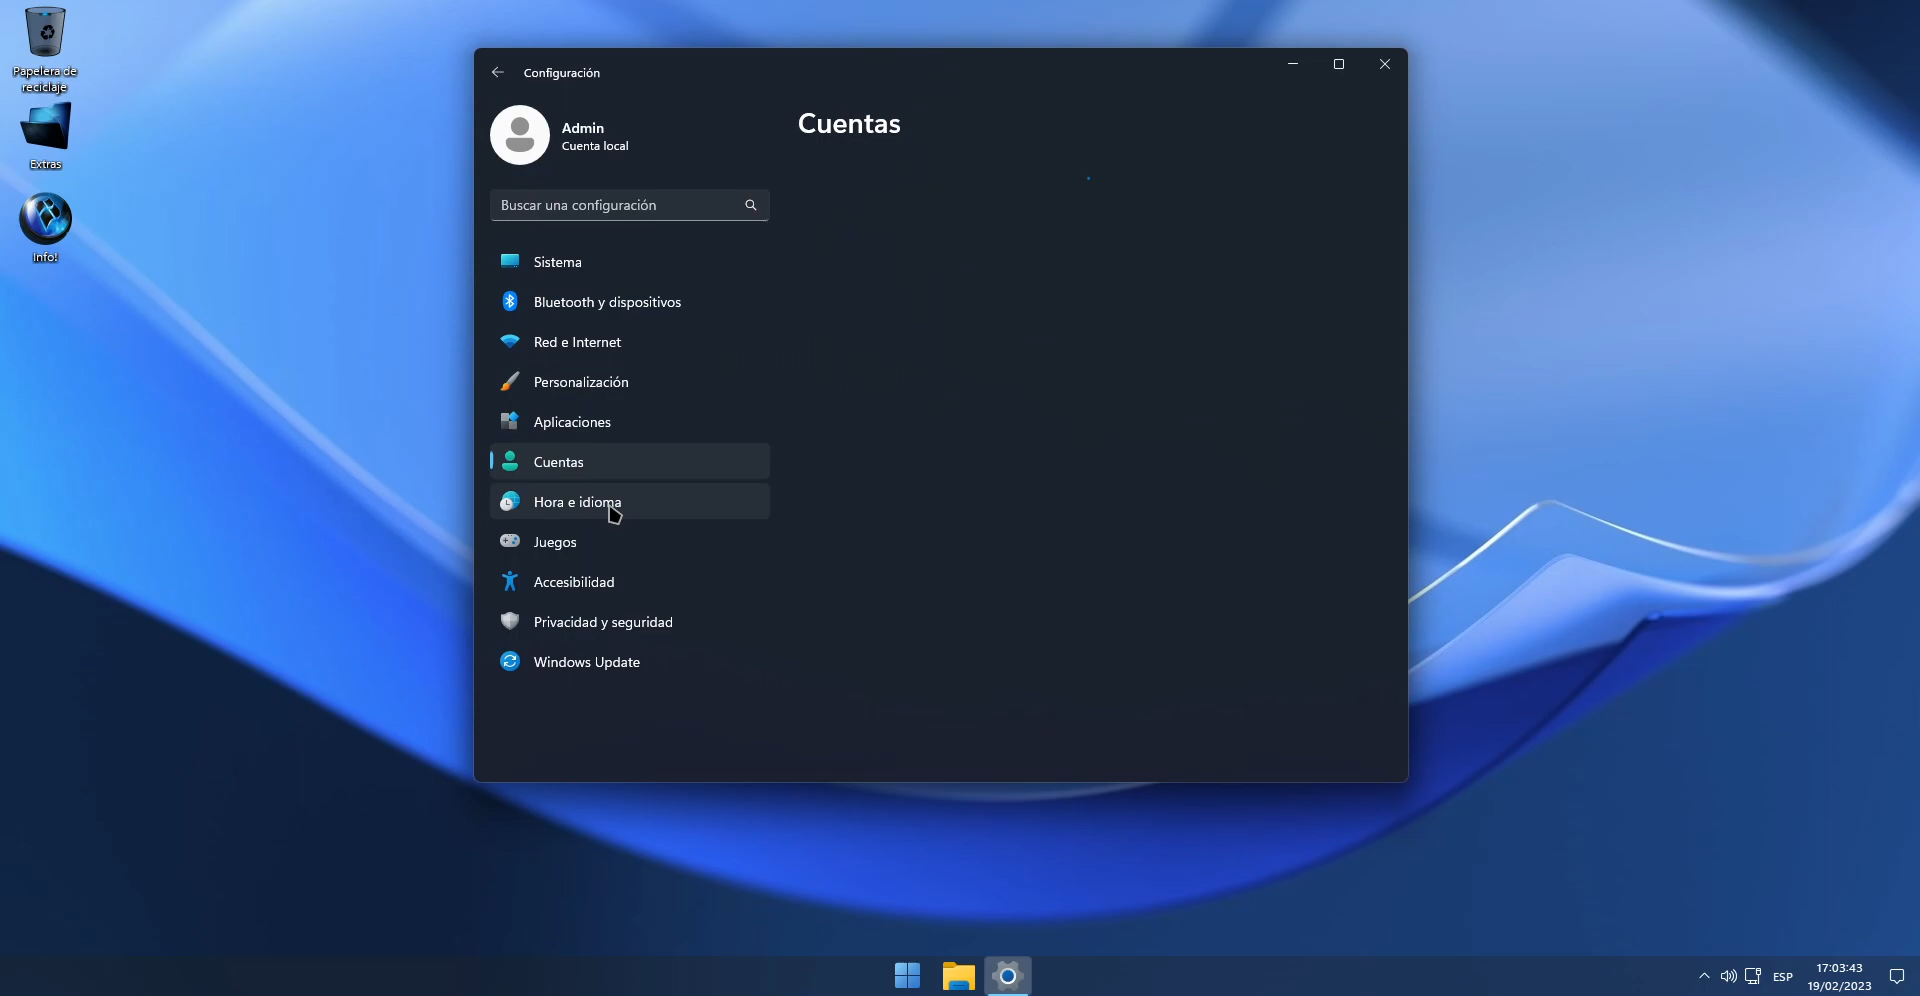 Papelera de
reciclaje
Extras
Info!
Configuración
Admin
Cuenta local
Buscar una configuración
Sistema
Bluetooth y dispositivos
Red e Internet
Personalización
Aplicaciones
Cuentas
Hora e idioma
Juegos
Accesibilidad
Privacidad y seguridad
Windows Update
Cuentas
ESP
17:03:43
19/02/2023